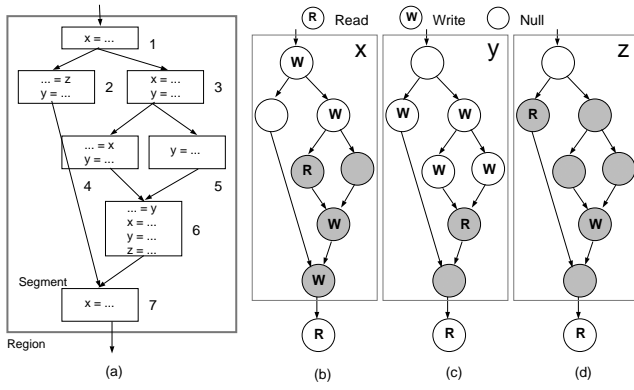 R Read W Write Null
x = ... 1
... = z
y = ...
2
x = ...
y = ...
3
... = x
y = ...
4
y = ...
5
... = y
x = ...
y = ...
z = ...
6
Segment
x = ... 7
Region
(a)
x
W
W
R
W
W
R
(b)
y
W
W
W
W
R
R
(c)
z
R
W
R
(d)